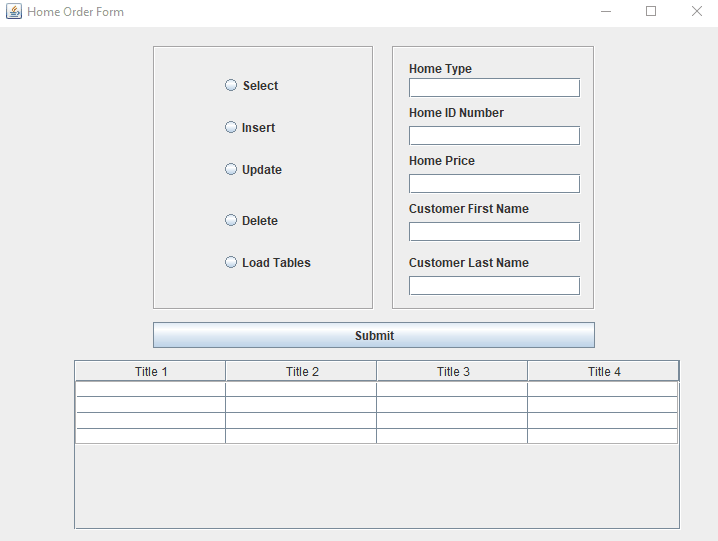 Home Order Form
Select
Insert
Update
Delete
Load Tables
Home Type
Home ID Number
Home Price
Customer First Name
Customer Last Name
Submit
Title 1 Title 2 Title 3 Title 4